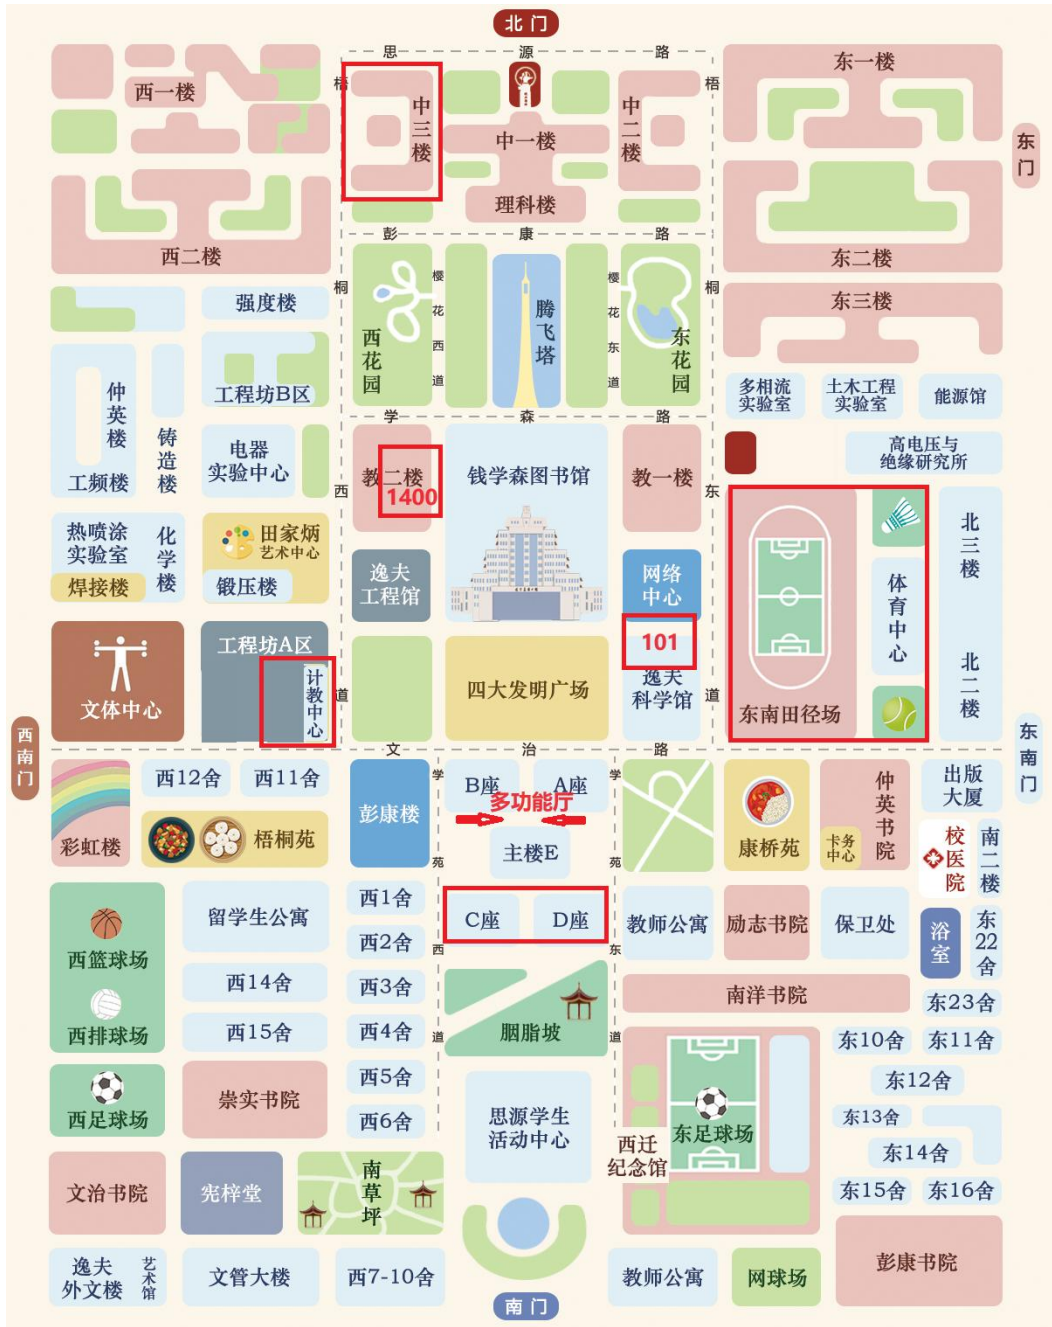 北门
思源路
梧
梧
西一楼
中三楼
中一楼
中二楼
理科楼
东一楼
东门
西二楼
东二楼
彭康路
桐
桐
强度楼
西花园
樱花西道
腾飞塔
樱花东道
东花园
东三楼
仲英楼
工频楼
铸造楼
工程坊B区
多相流
实验室
土木工程
实验室
能源馆
学森路
电器
实验中心
教二楼
1400
钱学森图书馆
教一楼
高电压与
绝缘研究所
西
东
热喷涂
实验室
焊接楼
化学楼
田家炳
艺术中心
锻压楼
逸夫
工程馆
网络
中心
101
逸夫
科学馆
体育中心
东南田径场
北三楼
北二楼
文体中心
工程坊A区
计教中心
四大发明广场
道
道
西南门
东南门
文治路
彩虹楼
西12舍
西11舍
梧桐苑
彭康楼
学苑西道
B座
A座
多功能厅
主楼E
C座
D座
学苑东道
康桥苑
卡务
中心
仲英书院
出版
大厦
校医院
南二楼
西篮球场
西排球场
留学生公寓
西14舍
西15舍
西1舍
西2舍
西3舍
西4舍
西5舍
西6舍
胭脂坡
教师公寓
励志书院
保卫处
浴室
东22舍
南洋书院
东23舍
东10舍
东11舍
东12舍
东13舍
东14舍
东15舍
东16舍
西足球场
崇实书院
思源学生
活动中心
西迁
纪念馆
东足球场
文治书院
宪梓堂
南草坪
逸夫
外文楼
艺术馆
文管大楼
西7-10舍
南门
教师公寓
网球场
彭康书院